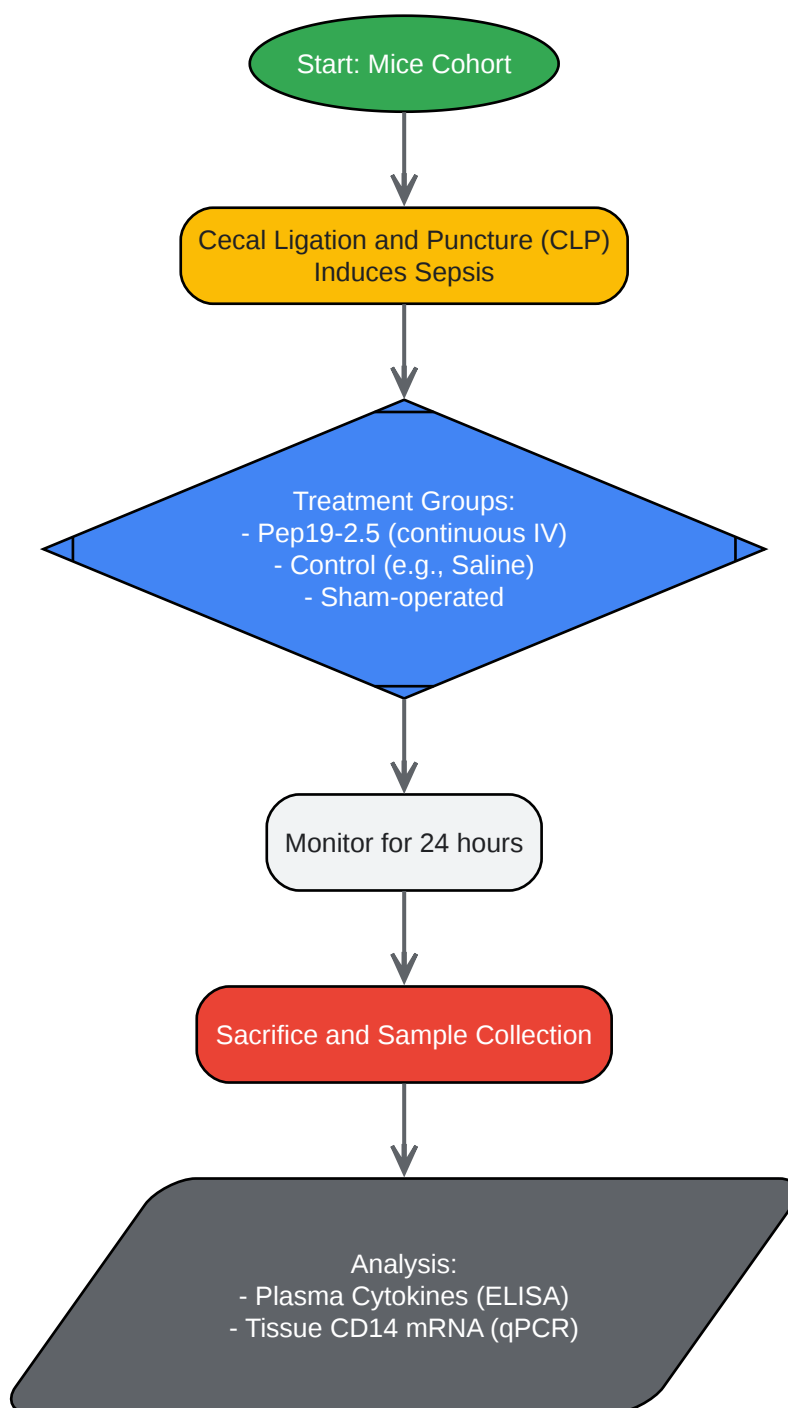 Start: Mice Cohort
Cecal Ligation and Puncture (CLP)
Induces Sepsis
Treatment Groups:
- Pep19-2.5 (continuous IV)
- Control (e.g., Saline)
- Sham-operated
Monitor for 24 hours
Sacrifice and Sample Collection
Analysis:
- Plasma Cytokines (ELISA)
- Tissue CD14 mRNA (qPCR)